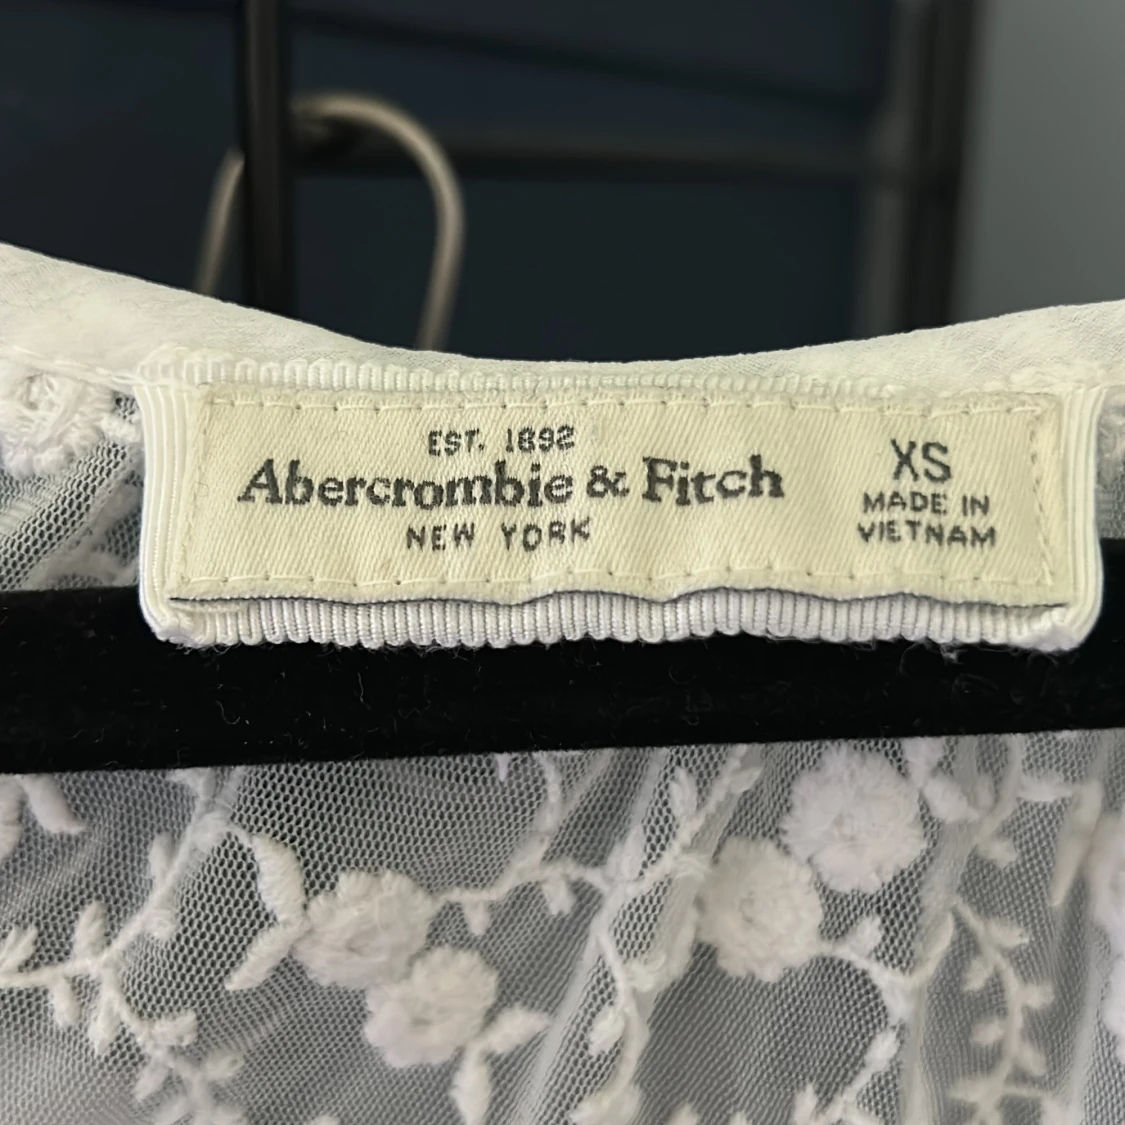 EST. 1892
Abercrombie & Fitch
NEW YORK
XS
MADE IN
VIETNAM